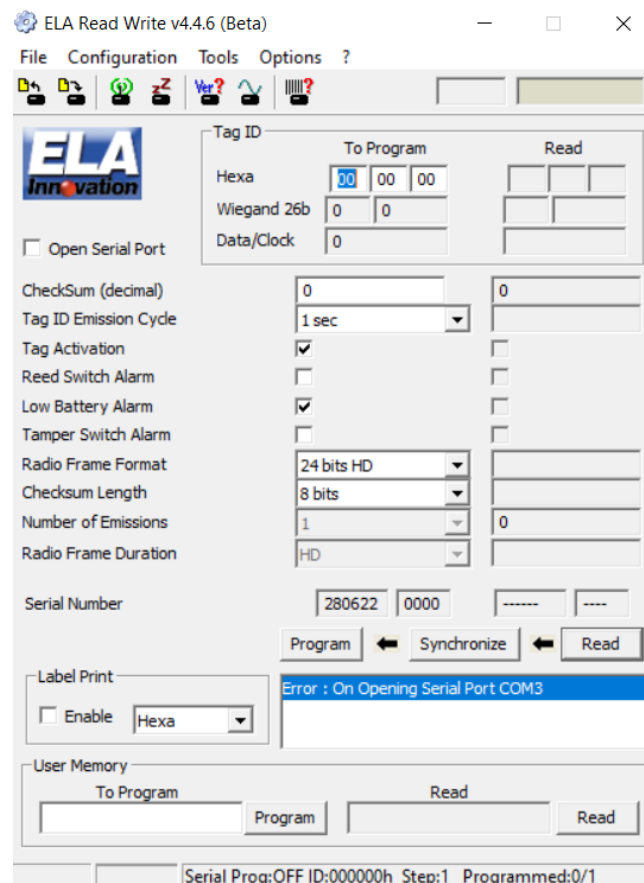 ELA Read Write v4.4.6 (Beta)
File Configuration Tools Options ?
Ver?
ELA
Innovation
Tag ID
To Program Read
Hexa 00 00 00
Wiegand 26b 0 0
Data/Clock 0
Open Serial Port
CheckSum (decimal) 0 0
Tag ID Emission Cycle 1 sec
Tag Activation
Reed Switch Alarm
Low Battery Alarm
Tamper Switch Alarm
Radio Frame Format 24 bits HD
Checksum Length 8 bits
Number of Emissions 1 0
Radio Frame Duration HD
Serial Number 280622 0000 ------ ----
Program Synchronize Read
Label Print
Enable Hexa
Error : On Opening Serial Port COM3
User Memory
To Program Read
Program Read
Serial Prog:OFF ID:000000h Step:1 Programmed:0/1